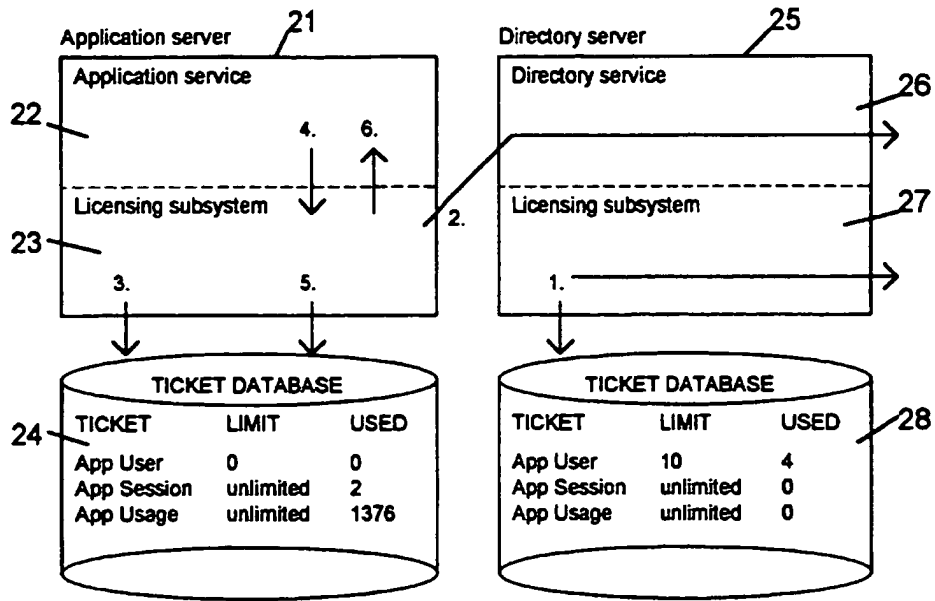 21
Application server
Application service
22
4. 6.
Licensing subsystem
23
3. 5.
2.
TICKET DATABASE
24
TICKET LIMIT USED
App User 0 0
App Session unlimited 2
App Usage unlimited 1376
25
Directory server
Directory service
26
Licensing subsystem
27
1.
TICKET DATABASE
28
TICKET LIMIT USED
App User 10 4
App Session unlimited 0
App Usage unlimited 0